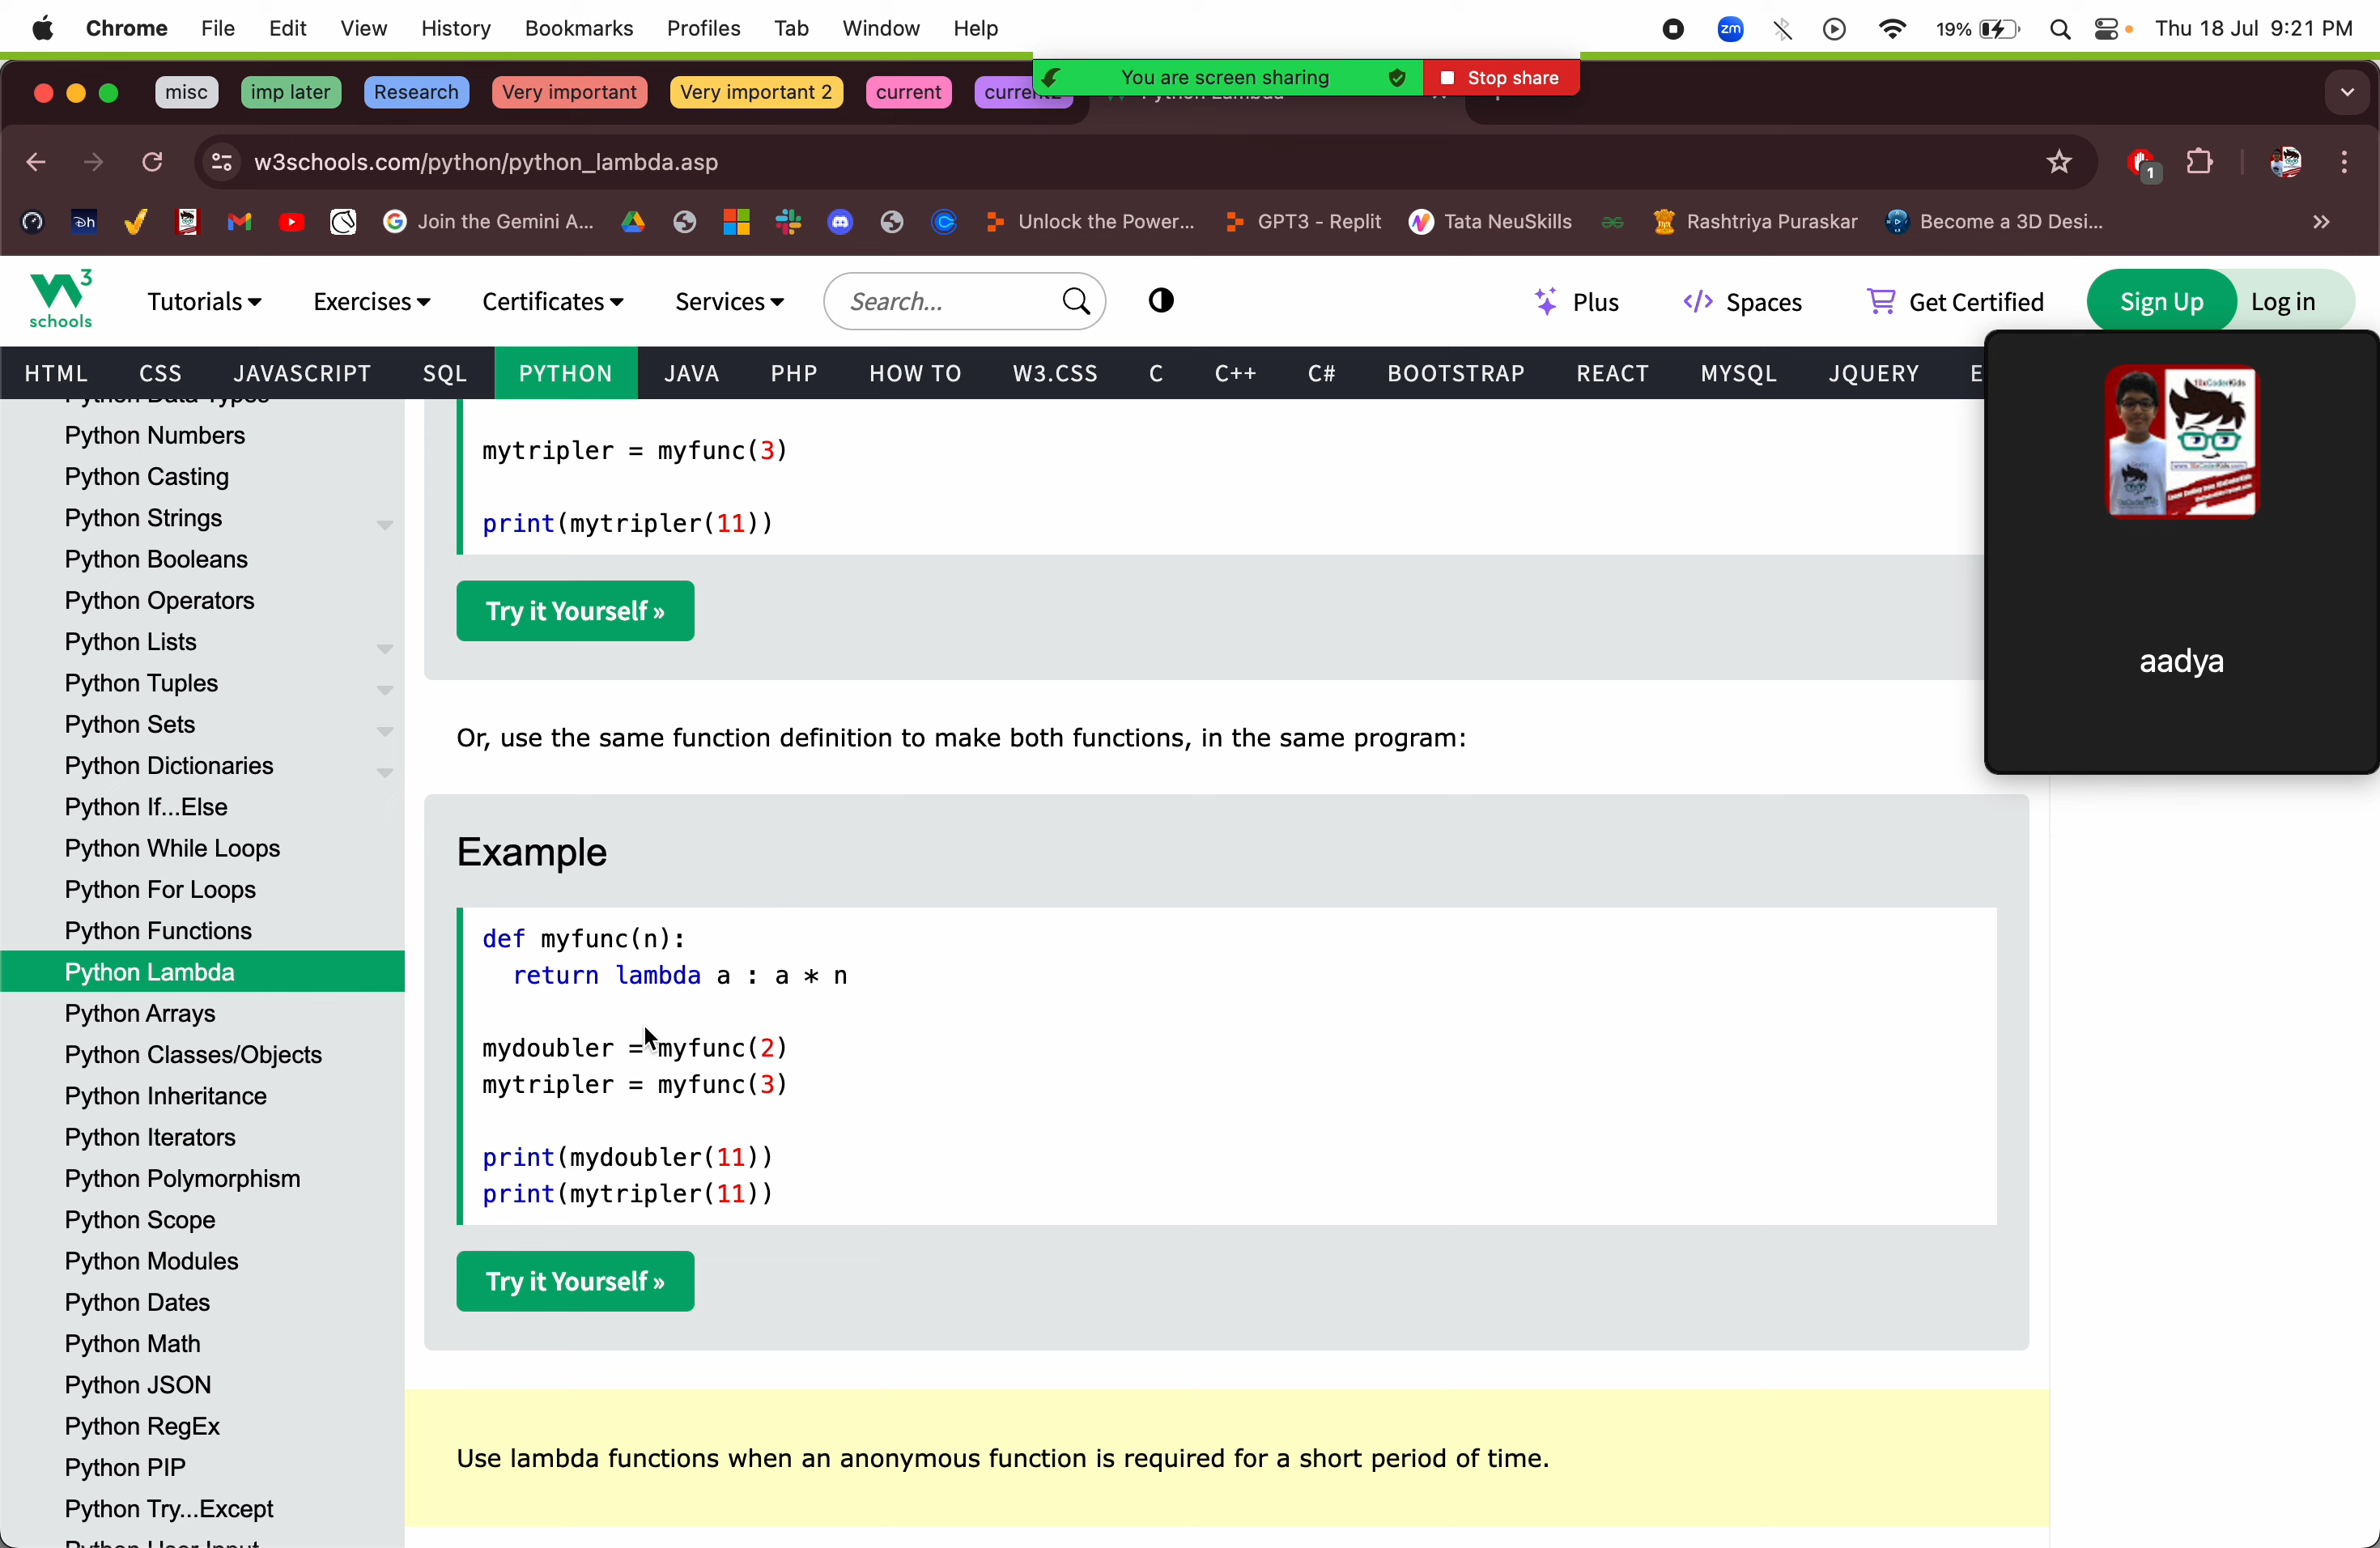 Chrome File Edit View History Bookmarks Profiles Tab Window Help
zm 19% Thu 18 Jul 9:21 PM
You are screen sharing Stop share
misc imp later Research Very important Very important 2 current
w3schools.com/python/python_lambda.asp
1
Join the Gemini A... Unlock the Power... GPT3 - Replit Tata NeuSkills Rashtriya Puraskar Become a 3D Desi...
3
schools
Tutorials Exercises Certificates Services Search... Plus Spaces Get Certified Sign Up Log in
HTML CSS JAVASCRIPT SQL PYTHON JAVA PHP HOW TO W3.CSS C C++ C# BOOTSTRAP REACT MYSQL JQUERY
Python Data Types
Python Numbers
Python Casting
Python Strings
Python Booleans
Python Operators
Python Lists
Python Tuples
Python Sets
Python Dictionaries
Python If...Else
Python While Loops
Python For Loops
Python Functions
Python Lambda
Python Arrays
Python Classes/Objects
Python Inheritance
Python Iterators
Python Polymorphism
Python Scope
Python Modules
Python Dates
Python Math
Python JSON
Python RegEx
Python PIP
Python Try...Except
Python User Input
mytripler = myfunc(3)
print(mytripler(11))
Try it Yourself »
Or, use the same function definition to make both functions, in the same program:
Example
def myfunc(n):
return lambda a : a * n
mydoubler = myfunc(2)
mytripler = myfunc(3)
print(mydoubler(11))
print(mytripler(11))
Try it Yourself »
Use lambda functions when an anonymous function is required for a short period of time.
aadya